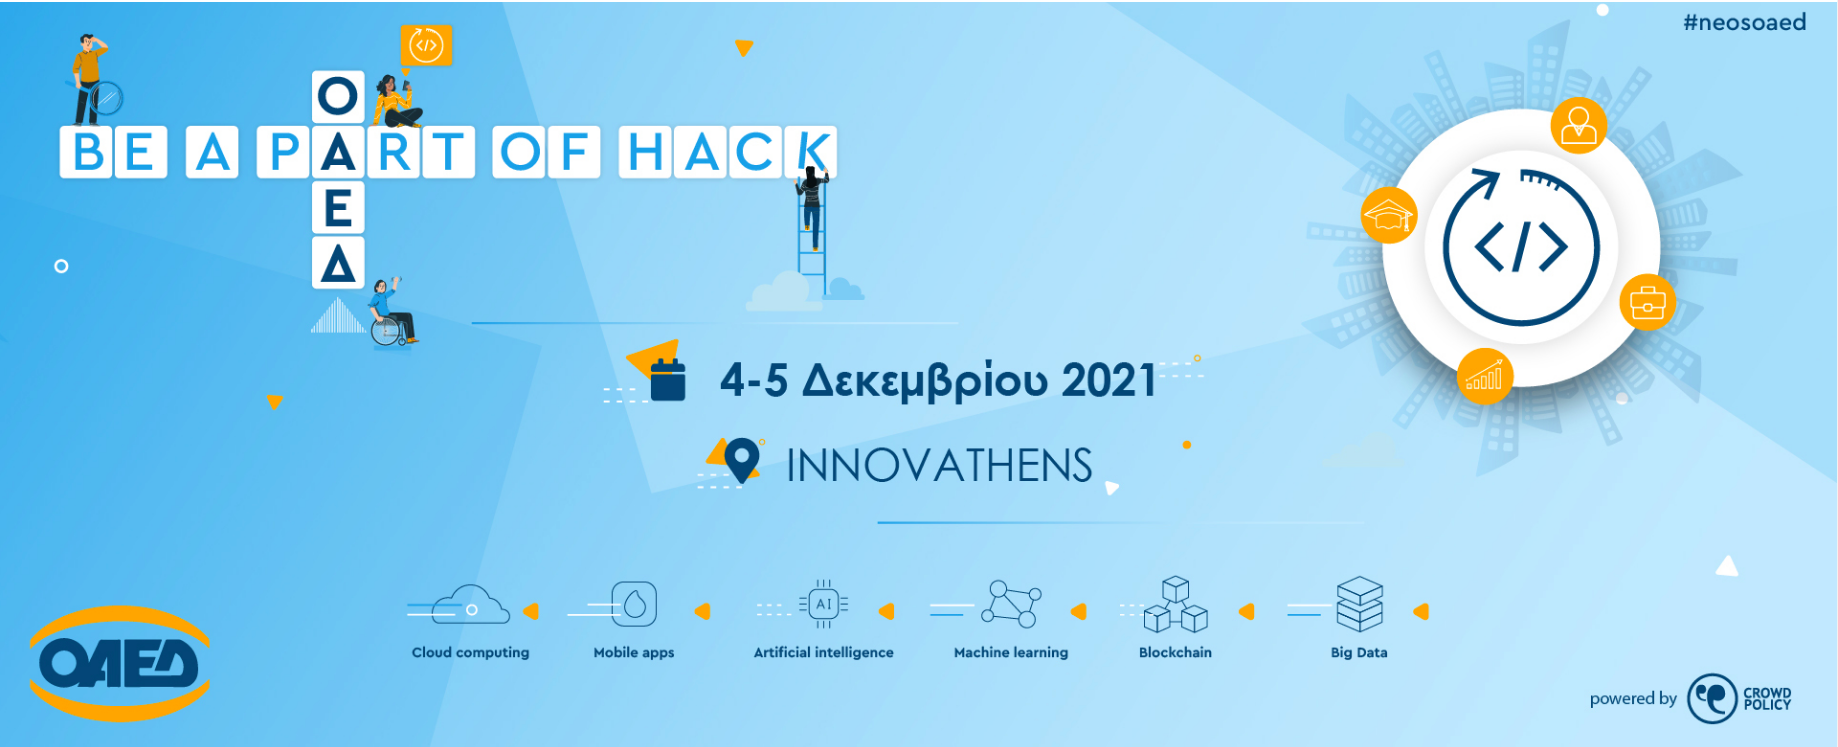 #neosoaed
BE A PART OF HACK
ΟΑΕΔ
4-5 Δεκεμβρίου 2021
INNOVATHENS
AI
Cloud computing
Mobile apps
Artificial intelligence
Machine learning
Blockchain
Big Data
ΟΑΕΔ
powered by
CROWD
POLICY